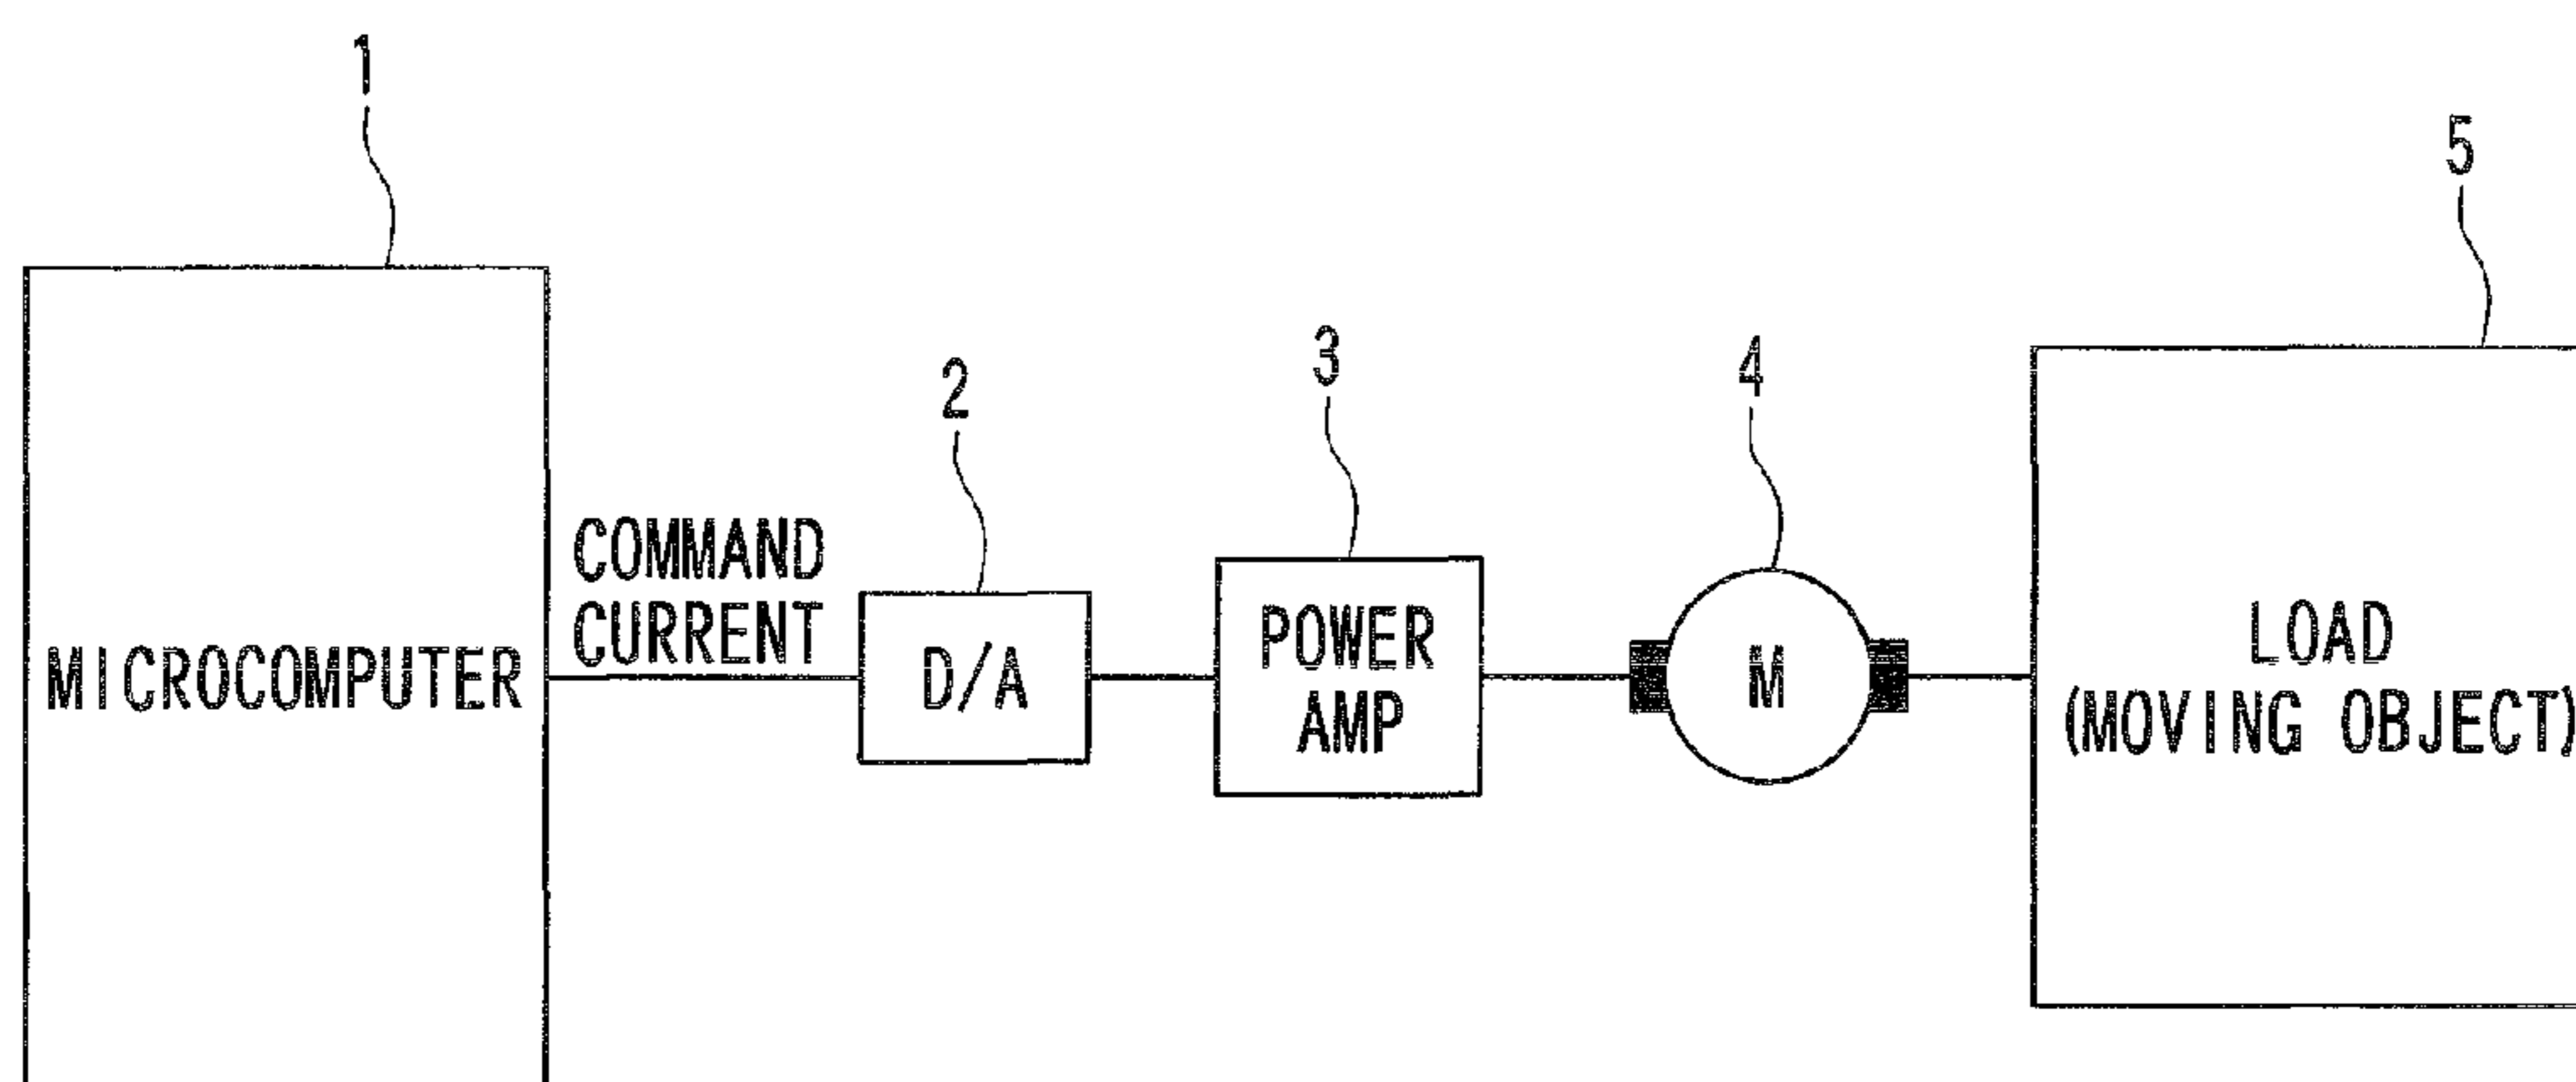 1
5
3
4
2
COMMAND
CURRENT
MICROCOMPUTER
D/A
POWER
AMP
M
LOAD
(MOVING OBJECT)